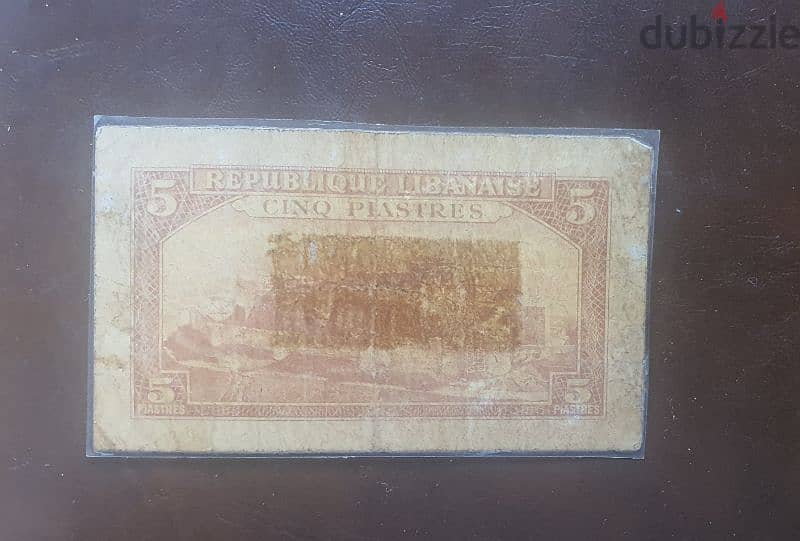 dubizzle
REPUBLIQUE LIBANAISE
5 CINQ PIASTRES 5
5 5
PIASTRES PIASTRES